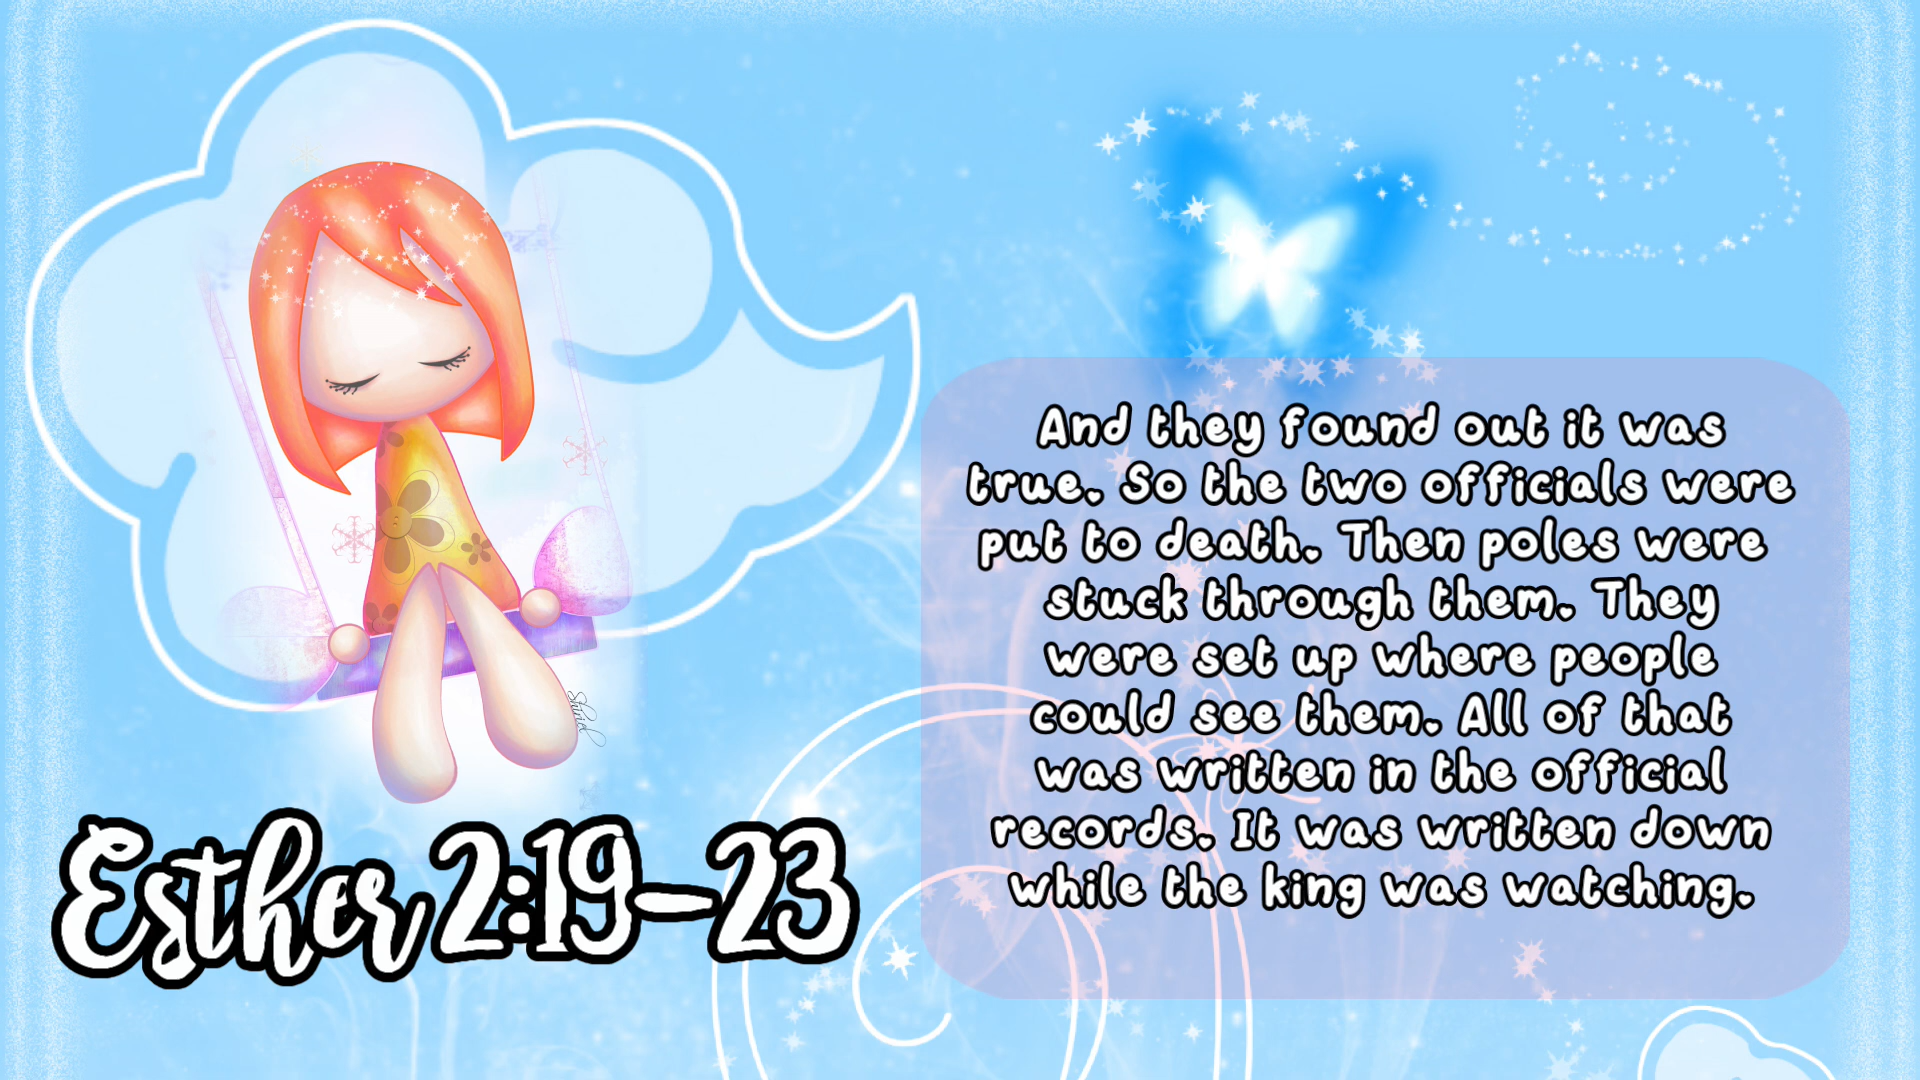 And they found out it was
true. So the two officials were
put to death. Then poles were
stuck through them. They
were set up where people
could see them. All of that
was written in the official
records. It was written down
while the king was watching.
Esther 2:19-23
Shiriel